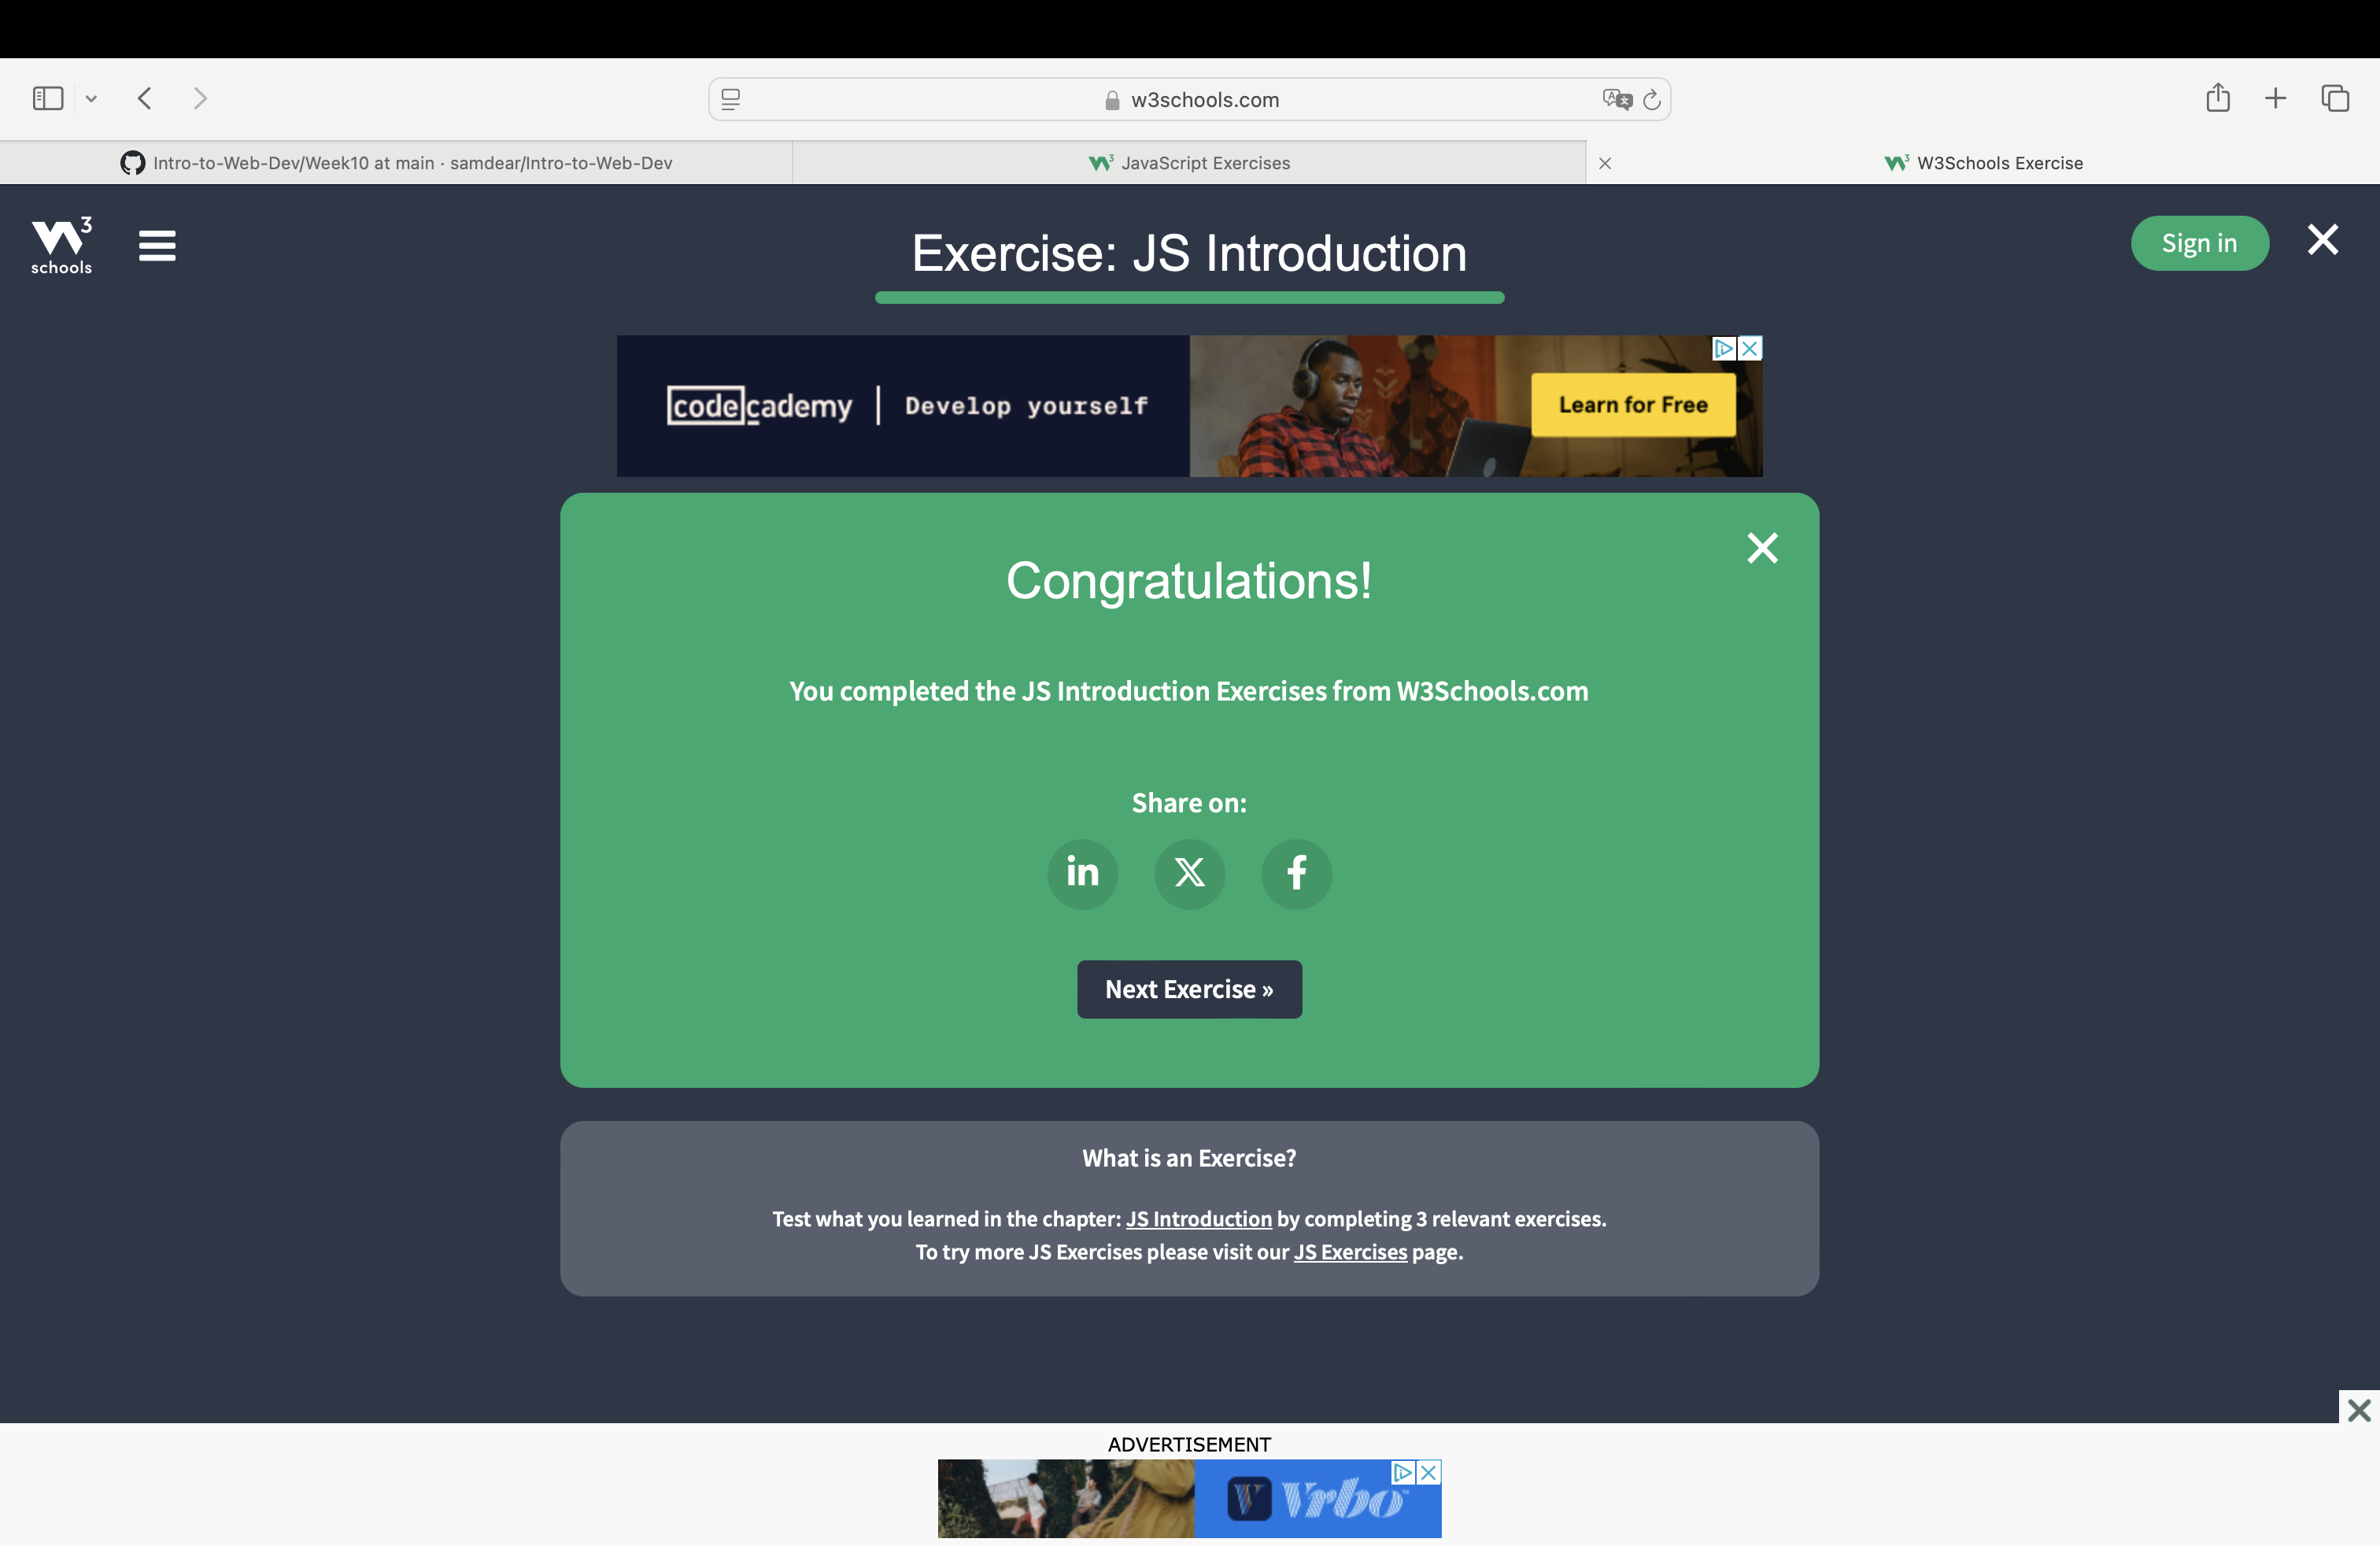 w3schools.com
Intro-to-Web-Dev/Week10 at main · samdear/Intro-to-Web-Dev
JavaScript Exercises
W3Schools Exercise
W3 schools
Exercise: JS Introduction
Sign in
codecademy | Develop yourself
Learn for Free
Congratulations!
You completed the JS Introduction Exercises from W3Schools.com
Share on:
in X f
Next Exercise »
What is an Exercise?
Test what you learned in the chapter: JS Introduction by completing 3 relevant exercises.
To try more JS Exercises please visit our JS Exercises page.
ADVERTISEMENT
Vrbo